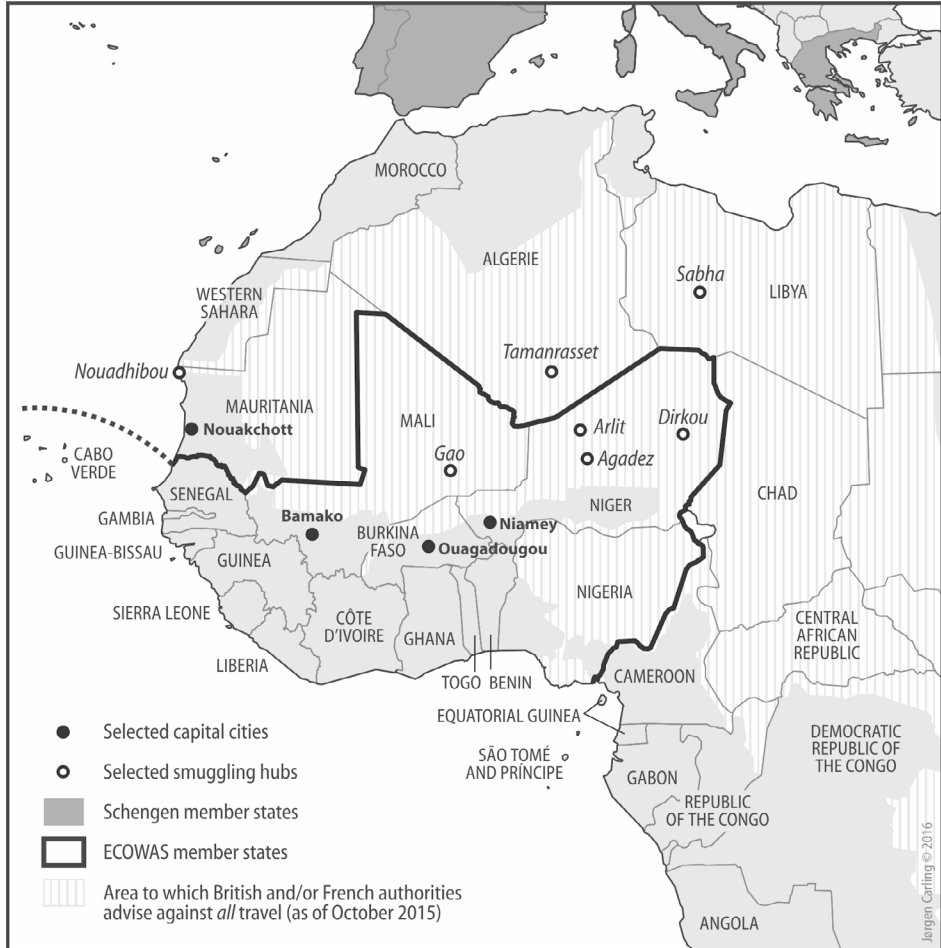 MOROCCO
ALGERIE
LIBYA
Sabha
WESTERN
SAHARA
Tamanrasset
Nouadhibou
MAURITANIA
Nouakchott
MALI
Gao
Arlit
Dirkou
Agadez
CABO
VERDE
SENEGAL
NIGER
CHAD
GAMBIA
Bamako
Niamey
BURKINA
FASO
Ouagadougou
GUINEA-BISSAU
GUINEA
NIGERIA
SIERRA LEONE
CÔTE
D'IVOIRE
GHANA
CENTRAL
AFRICAN
REPUBLIC
LIBERIA
TOGO
BENIN
CAMEROON
EQUATORIAL GUINEA
SÃO TOMÉ
AND PRÍNCIPE
GABON
DEMOCRATIC
REPUBLIC OF
THE CONGO
REPUBLIC
OF THE CONGO
ANGOLA
Selected capital cities
Selected smuggling hubs
Schengen member states
ECOWAS member states
Area to which British and/or French authorities
advise against all travel (as of October 2015)
Jørgen Carling © 2016